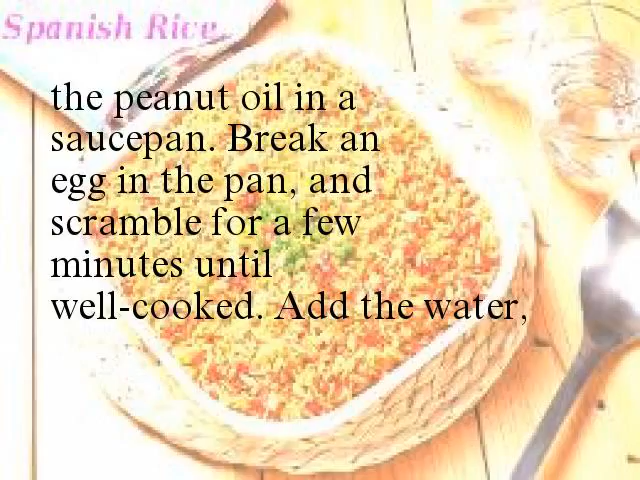 Spanish Rice
the peanut oil in a
saucepan. Break an
egg in the pan, and
scramble for a few
minutes until
well-cooked. Add the water,